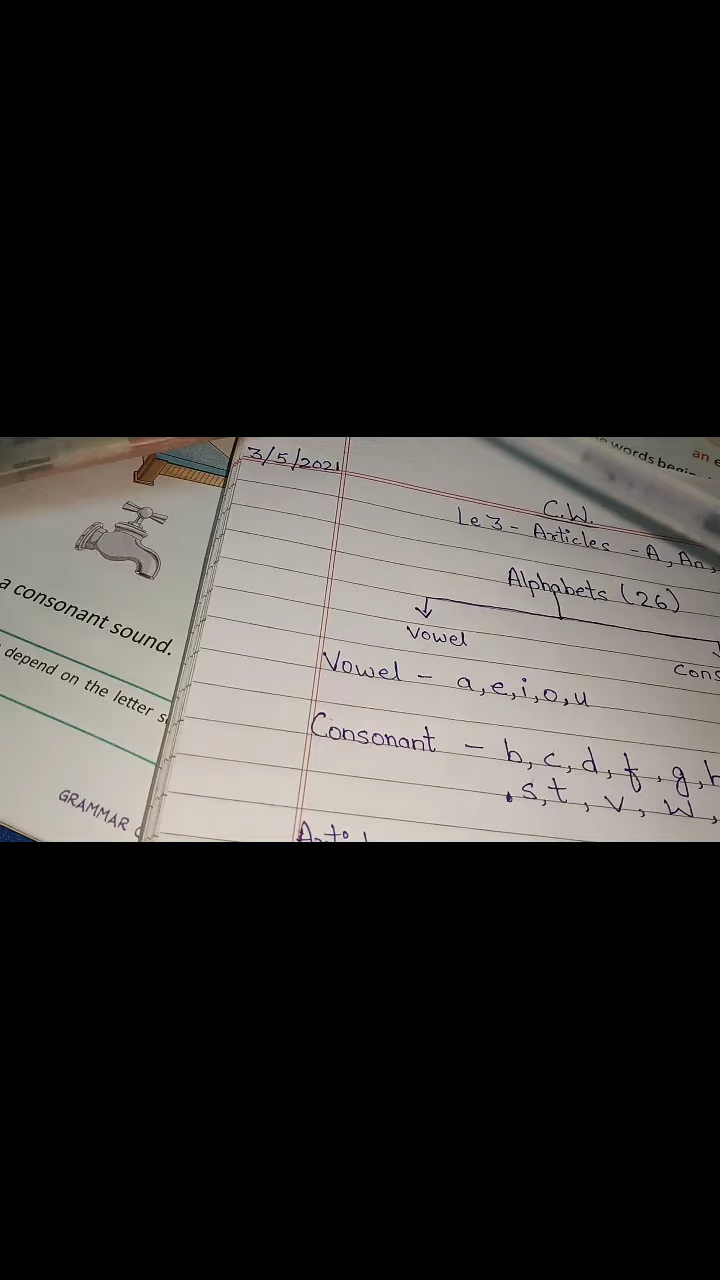 a consonant sound.
depend on the letter
GRAMMAR
words
an
3/5/2021
C.W.
Le 3 - Articles - A, An,
Alphabets (26)
Vowel
Vowel - a, e, i, o, u
Consonant - b, c, d, f, g, h
s, t, v, w,